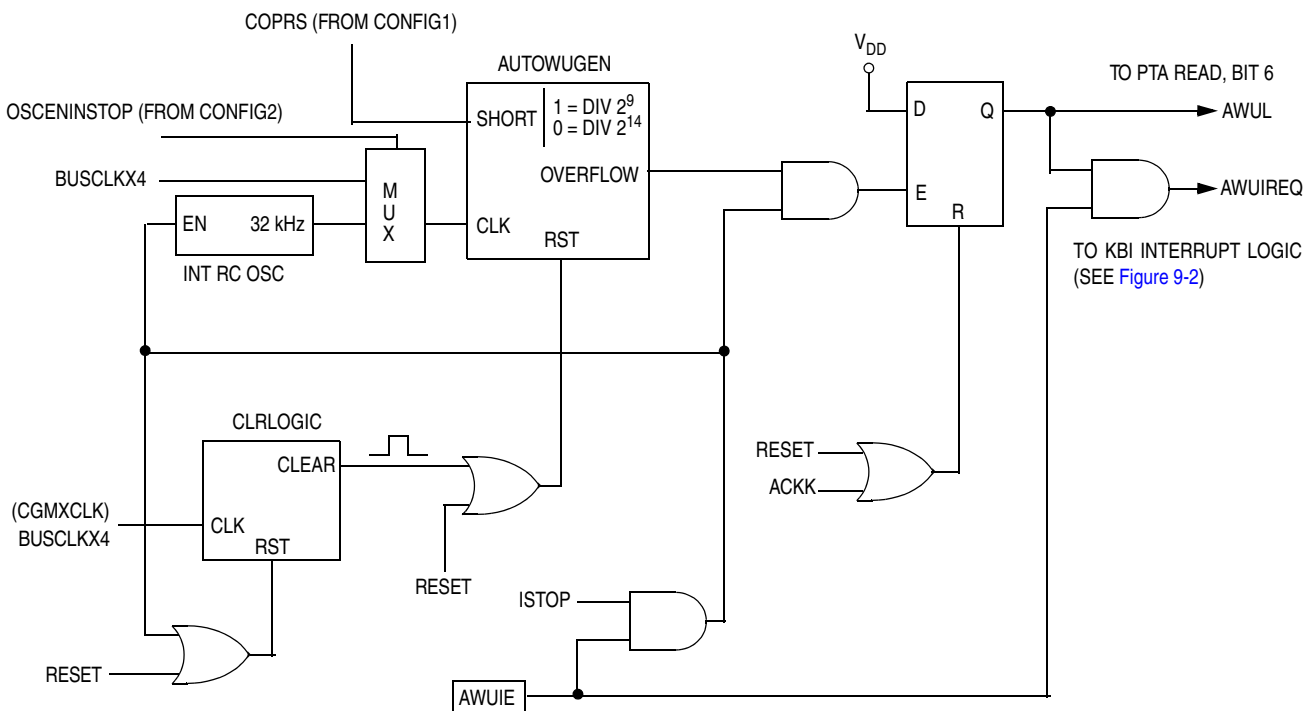 COPRS (FROM CONFIG1)
AUTOWUGEN
V_DD
TO PTA READ, BIT 6
OSCENINSTOP (FROM CONFIG2)
SHORT
1 = DIV 2^9
0 = DIV 2^14
D
Q
AWUL
BUSCLKX4
MUX
OVERFLOW
E
AWUIREQ
EN
32 kHz
CLK
RST
R
INT RC OSC
TO KBI INTERRUPT LOGIC
(SEE Figure 9-2)
CLRLOGIC
CLEAR
RESET
ACKK
(CGMXCLK)
BUSCLKX4
CLK
RST
RESET
ISTOP
RESET
AWUIE